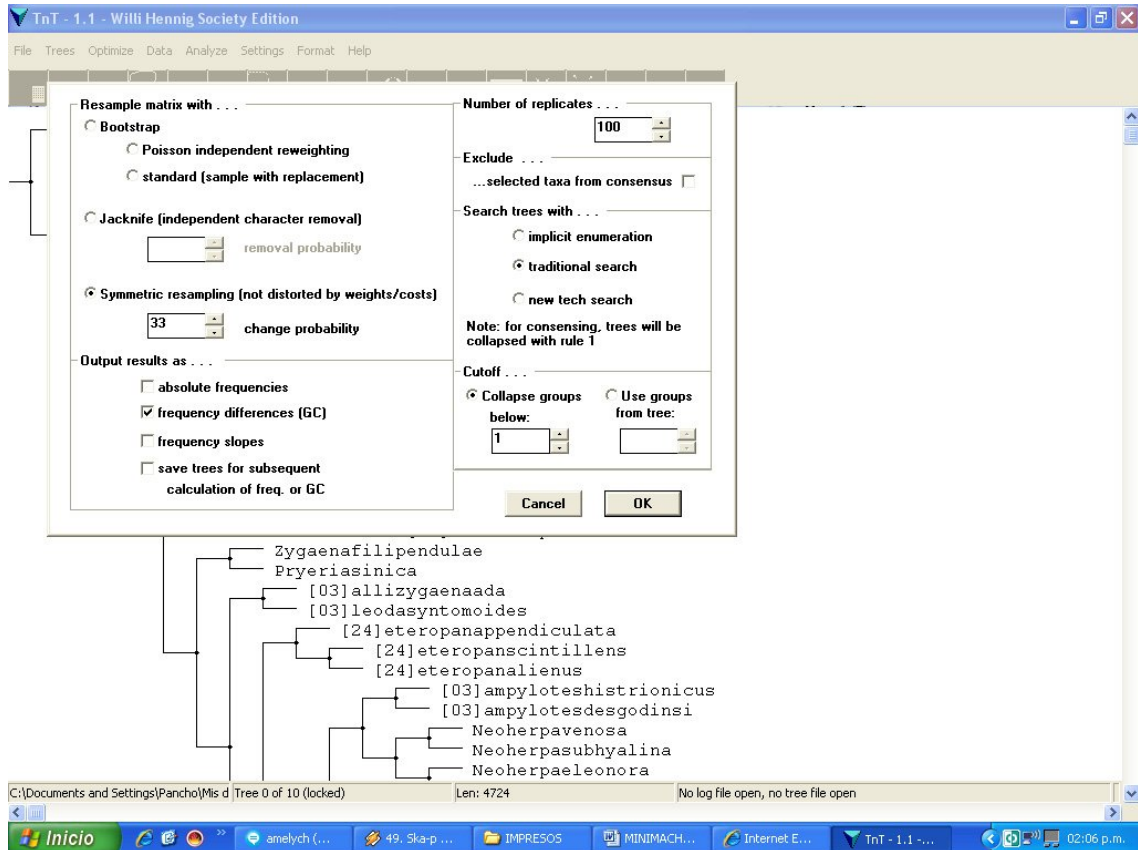 TnT - 1.1 - Willi Hennig Society Edition
File Trees Optimize Data Analyze Settings Format Help
Resample matrix with . . .
Bootstrap
Poisson independent reweighting
standard (sample with replacement)
Jacknife (independent character removal)
removal probability
Symmetric resampling (not distorted by weights/costs)
33 change probability
Output results as . . .
absolute frequencies
frequency differences (GC)
frequency slopes
save trees for subsequent
calculation of freq. or GC
Number of replicates . . .
100
Exclude . . .
...selected taxa from consensus
Search trees with . . .
implicit enumeration
traditional search
new tech search
Note: for consensing, trees will be
collapsed with rule 1
Cutoff . . .
Collapse groups Use groups
below: from tree:
1
Cancel OK
Zygaenafilipendulae
Pryeriasinica
[03]allizygaenaada
[03]leodasyntomoides
[24]eteropanappendiculata
[24]eteropanscintillens
[24]eteropanalienus
[03]ampyloteshistrionicus
[03]ampylotesdesgodinsi
Neoherpavenosa
Neoherpasubhyalina
Neoherpaeleonora
C:\Documents and Settings\Pancho\Mis d Tree 0 of 10 (locked) Len: 4724 No log file open, no tree file open
Inicio amelych (... 49. Ska-p ... IMPRESOS MINIMACH... Internet E... TnT - 1.1 -... 02:06 p.m.